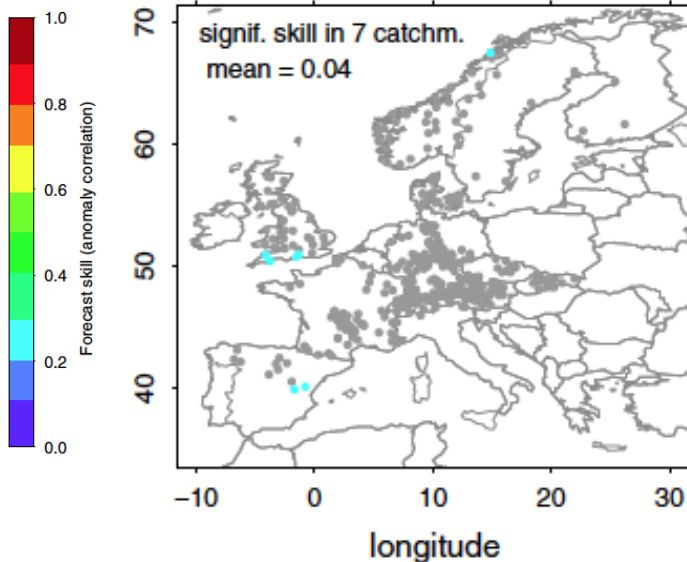 1.0
0.8
0.6
0.4
0.2
0.0
Forecast skill (anomaly correlation)
signif. skill in 7 catchm.
mean = 0.04
70
60
50
40
−10 0 10 20 30
longitude